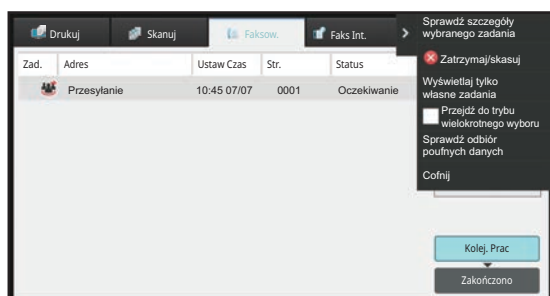 Drukuj
Skanuj
Faksow.
Faks Int.
Zad.
Adres
Ustaw Czas
Str.
Status
Przesyłanie
10:45 07/07
0001
Oczekiwanie
Sprawdź szczegóły
wybranego zadania
Zatrzymaj/skasuj
Wyświetlaj tylko
własne zadania
Przejdź do trybu
wielokrotnego wyboru
Sprawdź odbiór
poufnych danych
Cofnij
Kolej. Prac
Zakończono